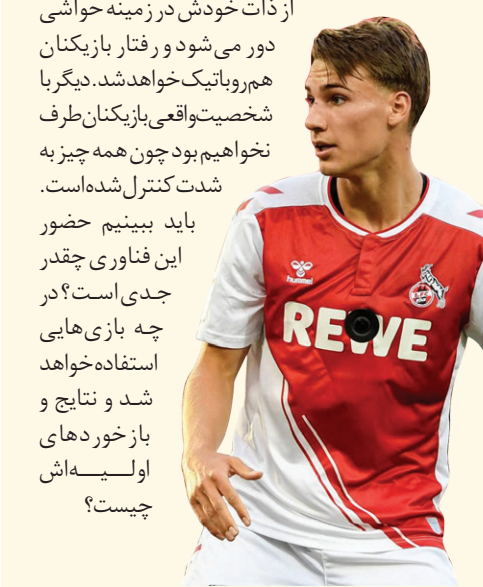 از ذات خودش در زمینه حواشی
دور می‌شود و رفتار بازیکنان
هم روباتیک خواهد شد. دیگر با
شخصیت واقعی بازیکنان طرف
نخواهیم بود چون همه چیز به
شدت کنترل شده است.
باید ببینیم حضور
این فناوری چقدر
جدی است؟ در
چه بازی‌هایی
استفاده خواهد
شد و نتایج و
بازخوردهای
اولیه‌اش
چیست؟
hummel
REWE